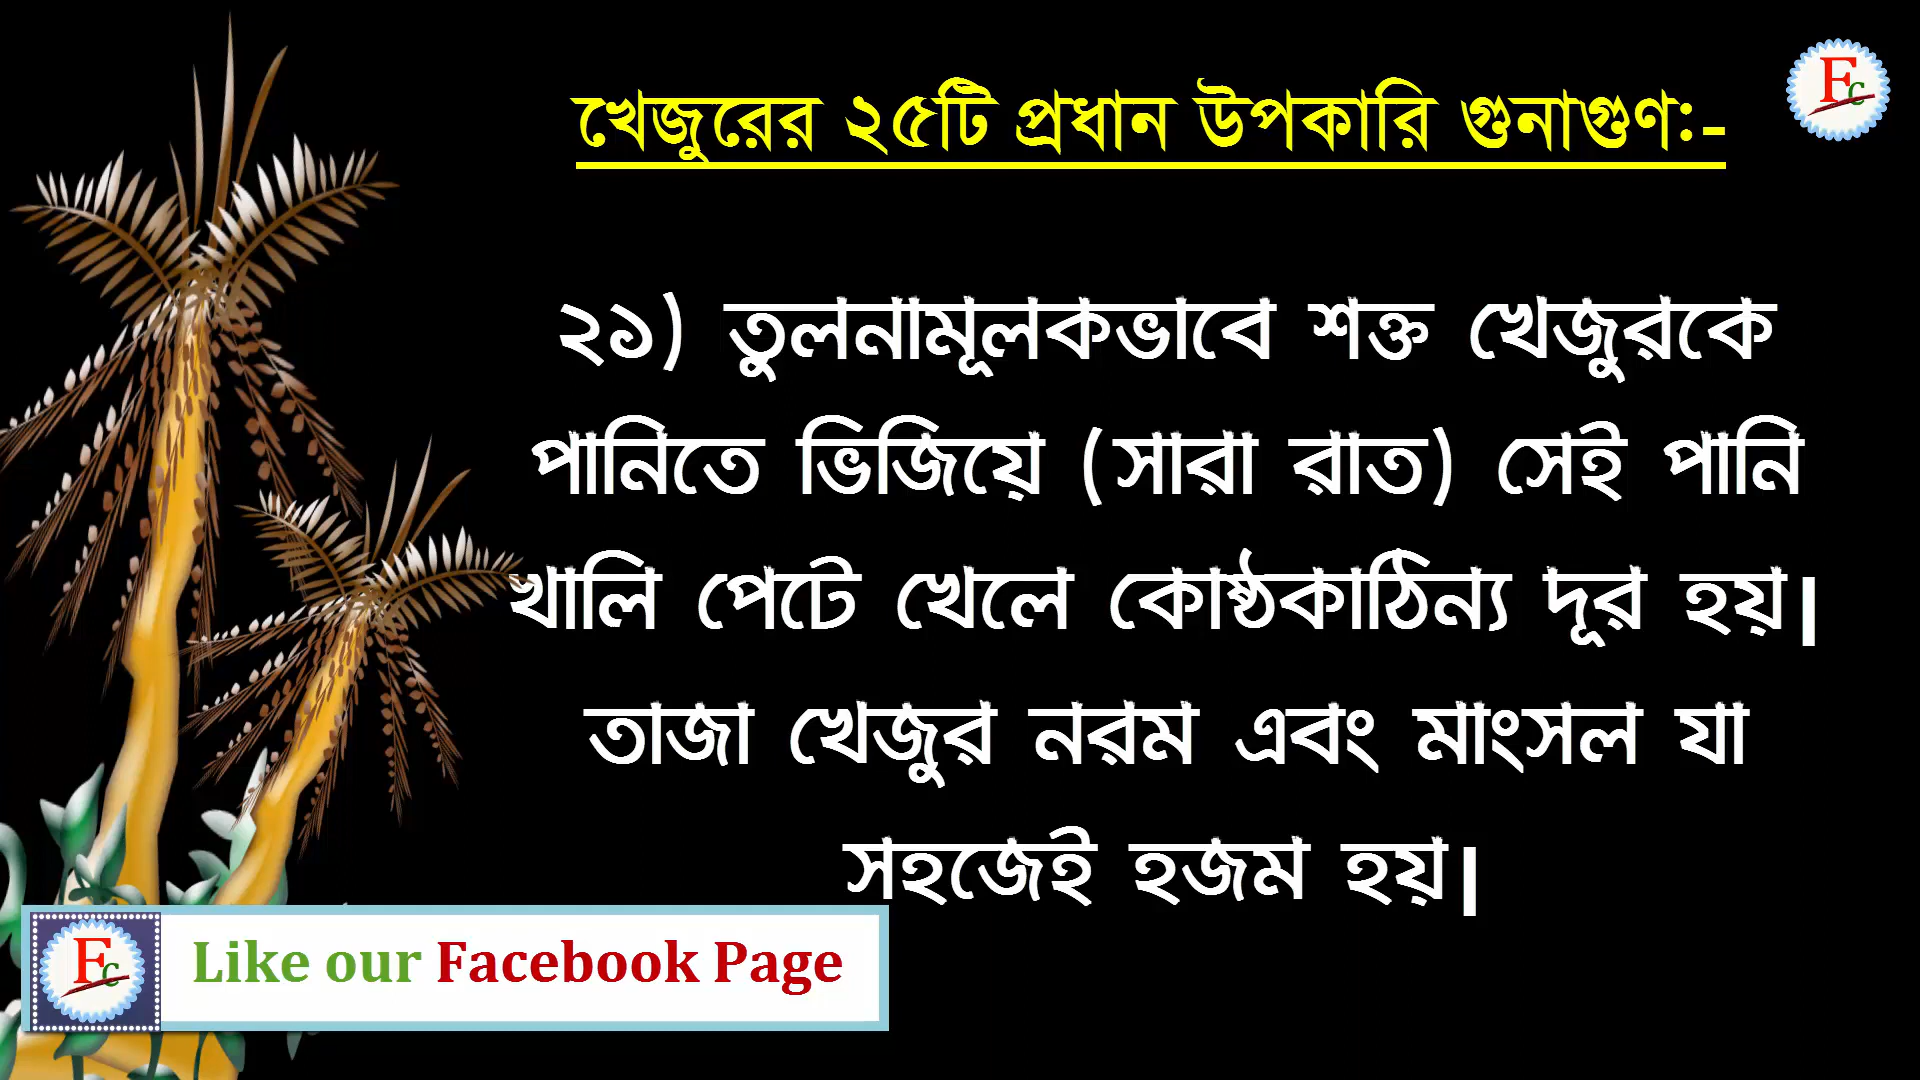 খেজুরের ২৫টি প্রধান উপকারি গুনাগুণ:-
Fc
২১) তুলনামূলকভাবে শক্ত খেজুরকে
পানিতে ভিজিয়ে (সারা রাত) সেই পানি
খালি পেটে খেলে কোষ্ঠকাঠিন্য দূর হয়।
তাজা খেজুর নরম এবং মাংসল যা
সহজেই হজম হয়।
Fc
Like our Facebook Page